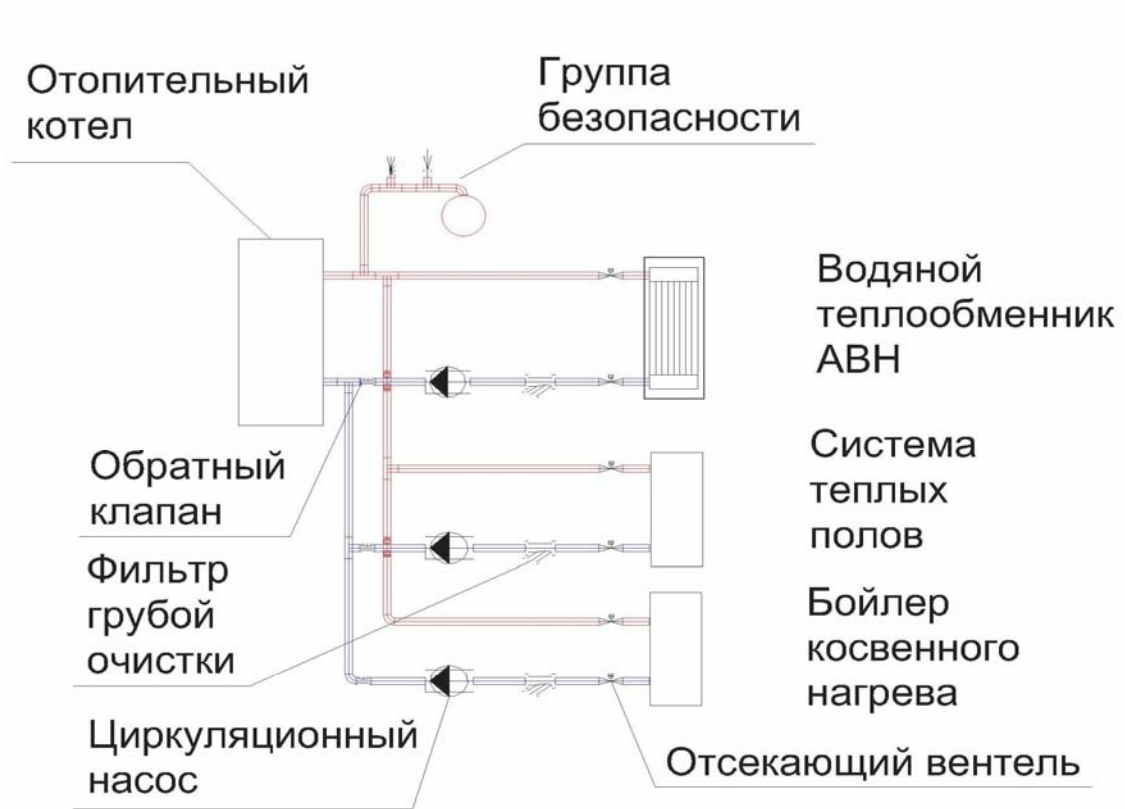 Отопительный
котел
Группа
безопасности
Водяной
теплообменник
АВН
Обратный
клапан
Система
теплых
полов
Фильтр
грубой
очистки
Бойлер
косвенного
нагрева
Циркуляционный
насос
Отсекающий вентель